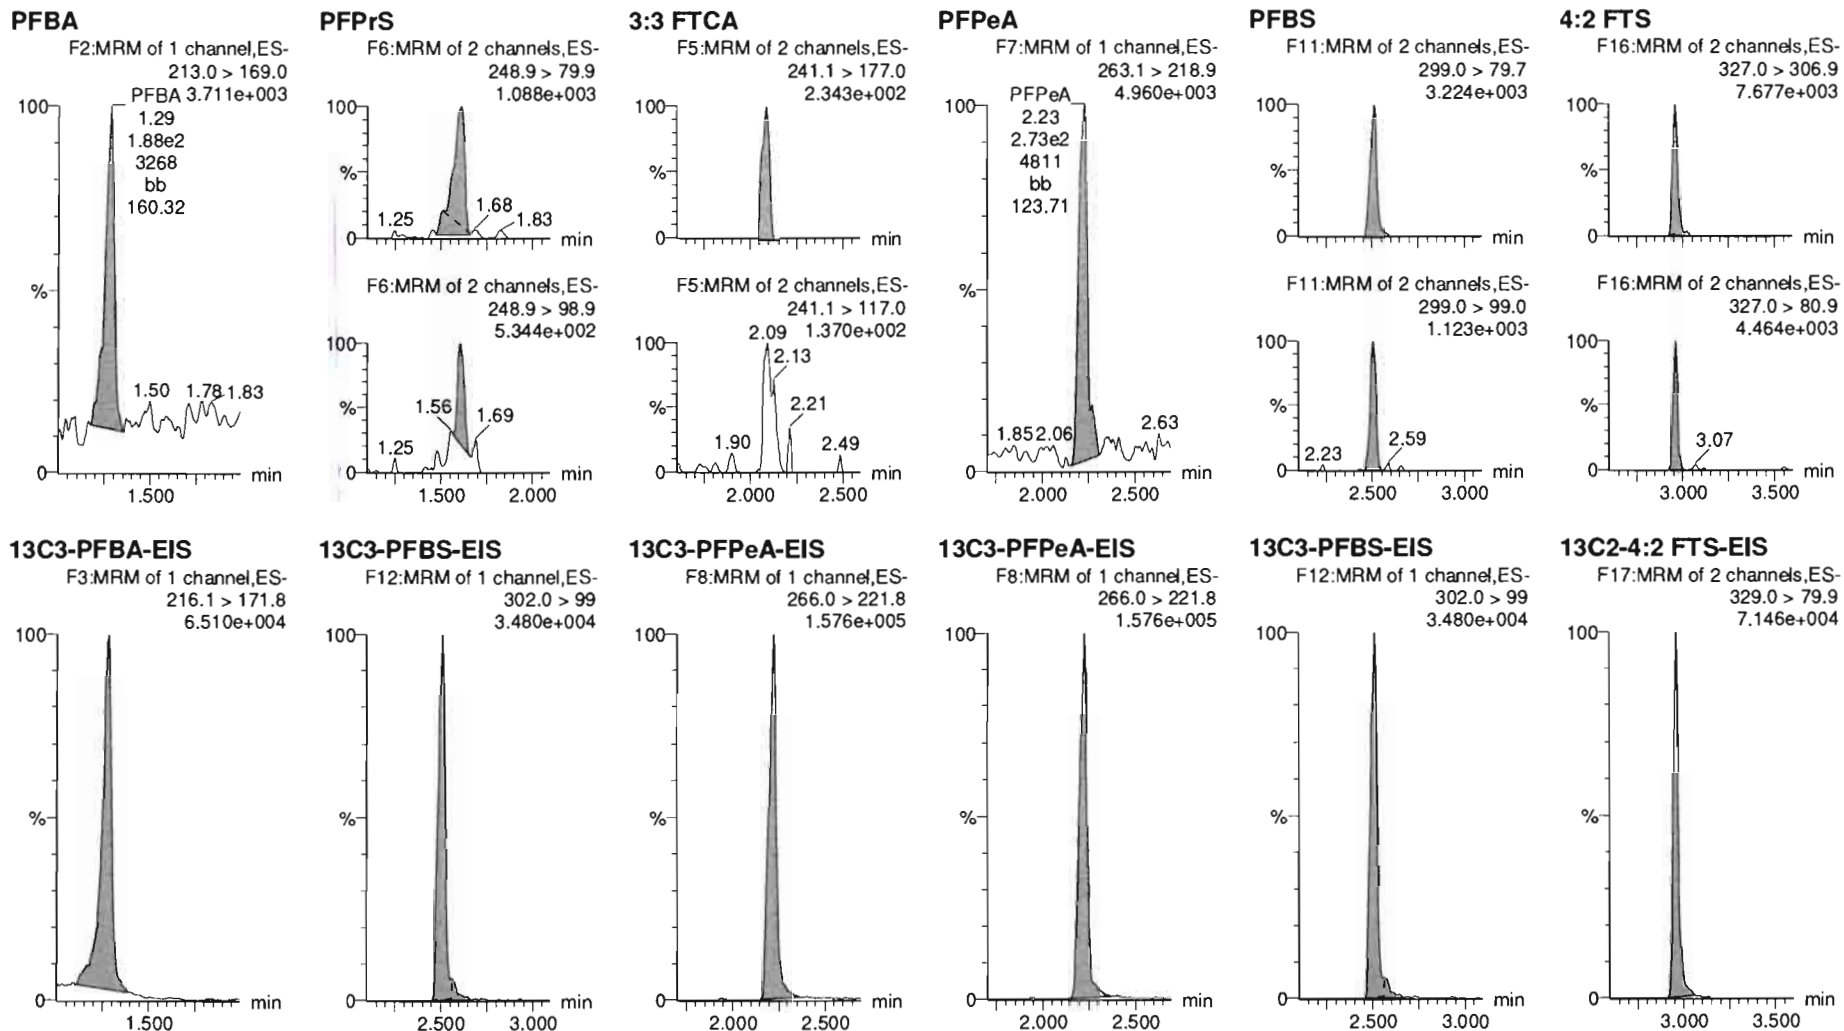 PFBA
F2:MRM of 1 channel,ES-
213.0 > 169.0
PFBA 3.711e+003
1.29
1.88e2
3268
bb
160.32
100
%
0
1.50
1.78
1.83
min
1.500
PFPrS
F6:MRM of 2 channels,ES-
248.9 > 79.9
1.088e+003
100
%
0
1.25
1.68
1.83
min
F6:MRM of 2 channels,ES-
248.9 > 98.9
5.344e+002
100
%
0
1.25
1.56
1.69
min
1.500
2.000
3:3 FTCA
F5:MRM of 2 channels,ES-
241.1 > 177.0
2.343e+002
100
%
0
min
F5:MRM of 2 channels,ES-
241.1 > 117.0
1.370e+002
100
%
0
2.09
2.13
2.21
1.90
2.49
min
2.000
2.500
PFPeA
F7:MRM of 1 channel,ES-
263.1 > 218.9
4.960e+003
PFPeA
2.23
2.73e2
4811
bb
123.71
100
%
0
1.85
2.06
2.63
min
2.000
2.500
PFBS
F11:MRM of 2 channels,ES-
299.0 > 79.7
3.224e+003
100
%
0
min
F11:MRM of 2 channels,ES-
299.0 > 99.0
1.123e+003
100
%
0
2.23
2.59
min
2.500
3.000
4:2 FTS
F16:MRM of 2 channels,ES-
327.0 > 306.9
7.677e+003
100
%
0
min
F16:MRM of 2 channels,ES-
327.0 > 80.9
4.464e+003
100
%
0
3.07
min
3.000
3.500
13C3-PFBA-EIS
F3:MRM of 1 channel,ES-
216.1 > 171.8
6.510e+004
100
%
0
min
1.500
13C3-PFBS-EIS
F12:MRM of 1 channel,ES-
302.0 > 99
3.480e+004
100
%
0
min
2.500
3.000
13C3-PFPeA-EIS
F8:MRM of 1 channel,ES-
266.0 > 221.8
1.576e+005
100
%
0
min
2.000
2.500
13C3-PFPeA-EIS
F8:MRM of 1 channel,ES-
266.0 > 221.8
1.576e+005
100
%
0
min
2.000
2.500
13C3-PFBS-EIS
F12:MRM of 1 channel,ES-
302.0 > 99
3.480e+004
100
%
0
min
2.500
3.000
13C2-4:2 FTS-EIS
F17:MRM of 2 channels,ES-
329.0 > 79.9
7.146e+004
100
%
0
min
3.000
3.500